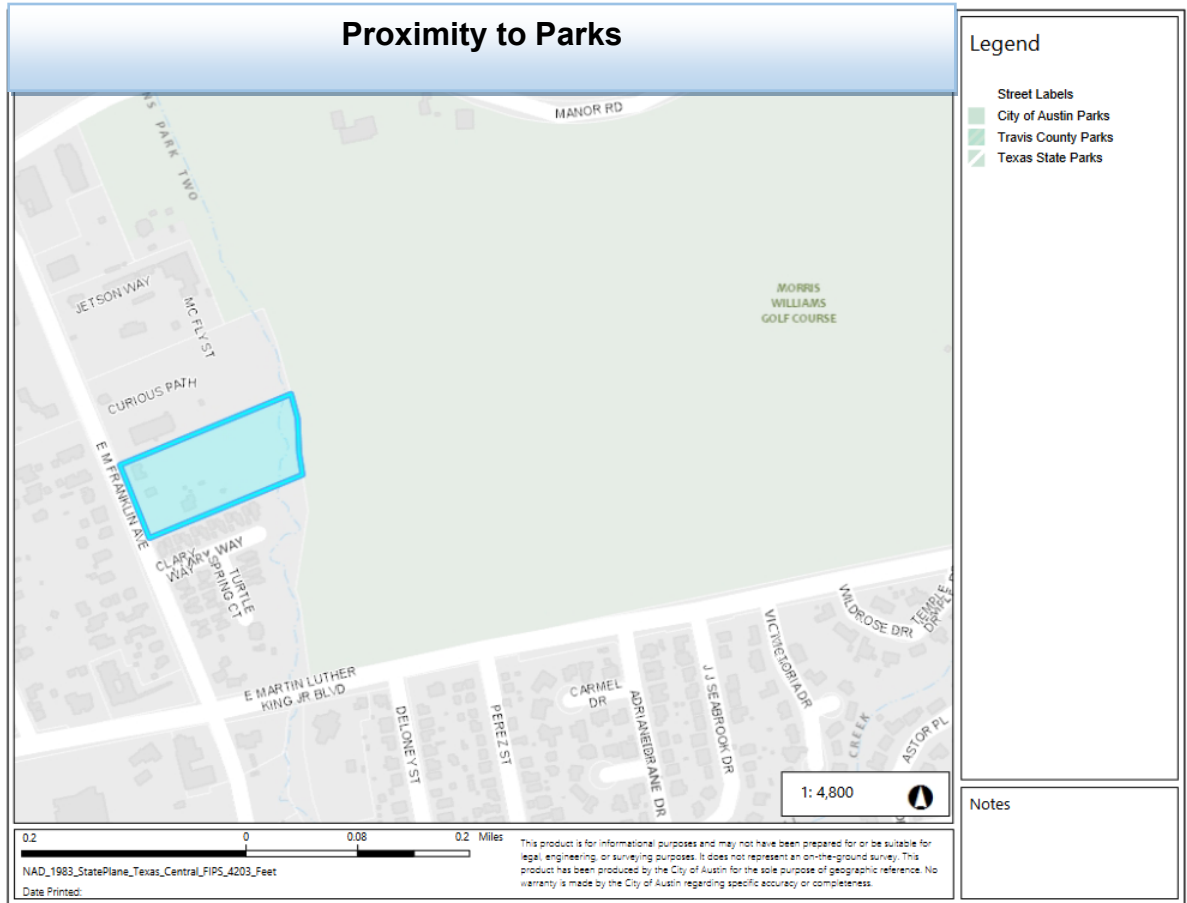 Proximity to Parks
Legend
Street Labels
City of Austin Parks
Travis County Parks
Texas State Parks
PARK TWO
MANOR RD
JETSON WAY
MC FLY ST
MORRIS
WILLIAMS
GOLF COURSE
CURIOUS PATH
E M FRANKLIN AVE
CLARY
WAY
WAY
TURTLE
SPRING CT
E MARTIN LUTHER
KING JR BLVD
DELONEY ST
PEREZ ST
CARMEL
DR
ADRIANE DR
J J SEABROOK DR
VICTORIA DR
WILDROSE DR
TEMPLE
DR
CREEK
ASTOR PL
1: 4,800
Notes
0.2 0 0.08 0.2 Miles
NAD_1983_StatePlane_Texas_Central_FIPS_4203_Feet
Date Printed:
This product is for informational purposes and may not have been prepared for or be suitable for
legal, engineering, or surveying purposes. It does not represent an on-the-ground survey. This
product has been produced by the City of Austin for the sole purpose of geographic reference. No
warranty is made by the City of Austin regarding specific accuracy or completeness.